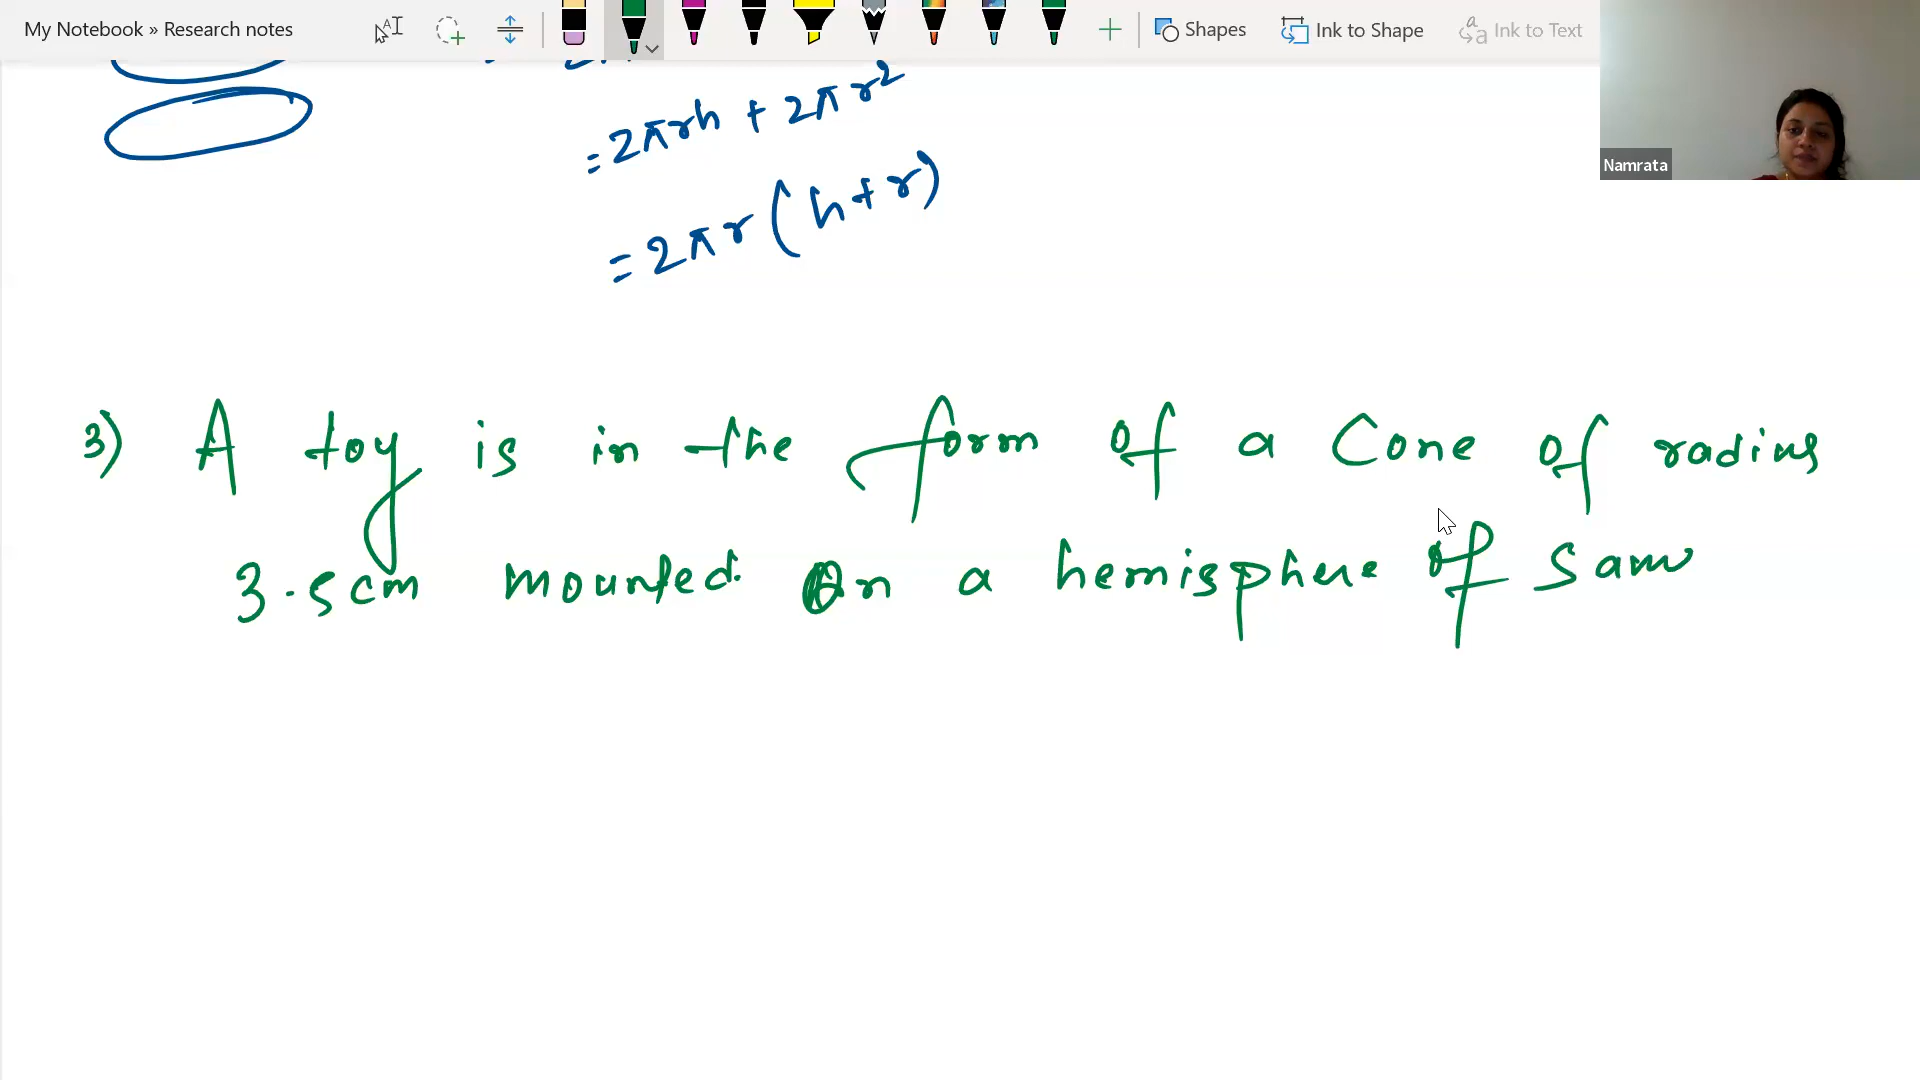 My Notebook » Research notes
Shapes
Ink to Shape
Ink to Text
Namrata
= 2πrh + 2πr²
= 2πr (h+r)
3) A toy is in the form of a Cone of radius
3.5cm mounted on a hemisphere of Sam